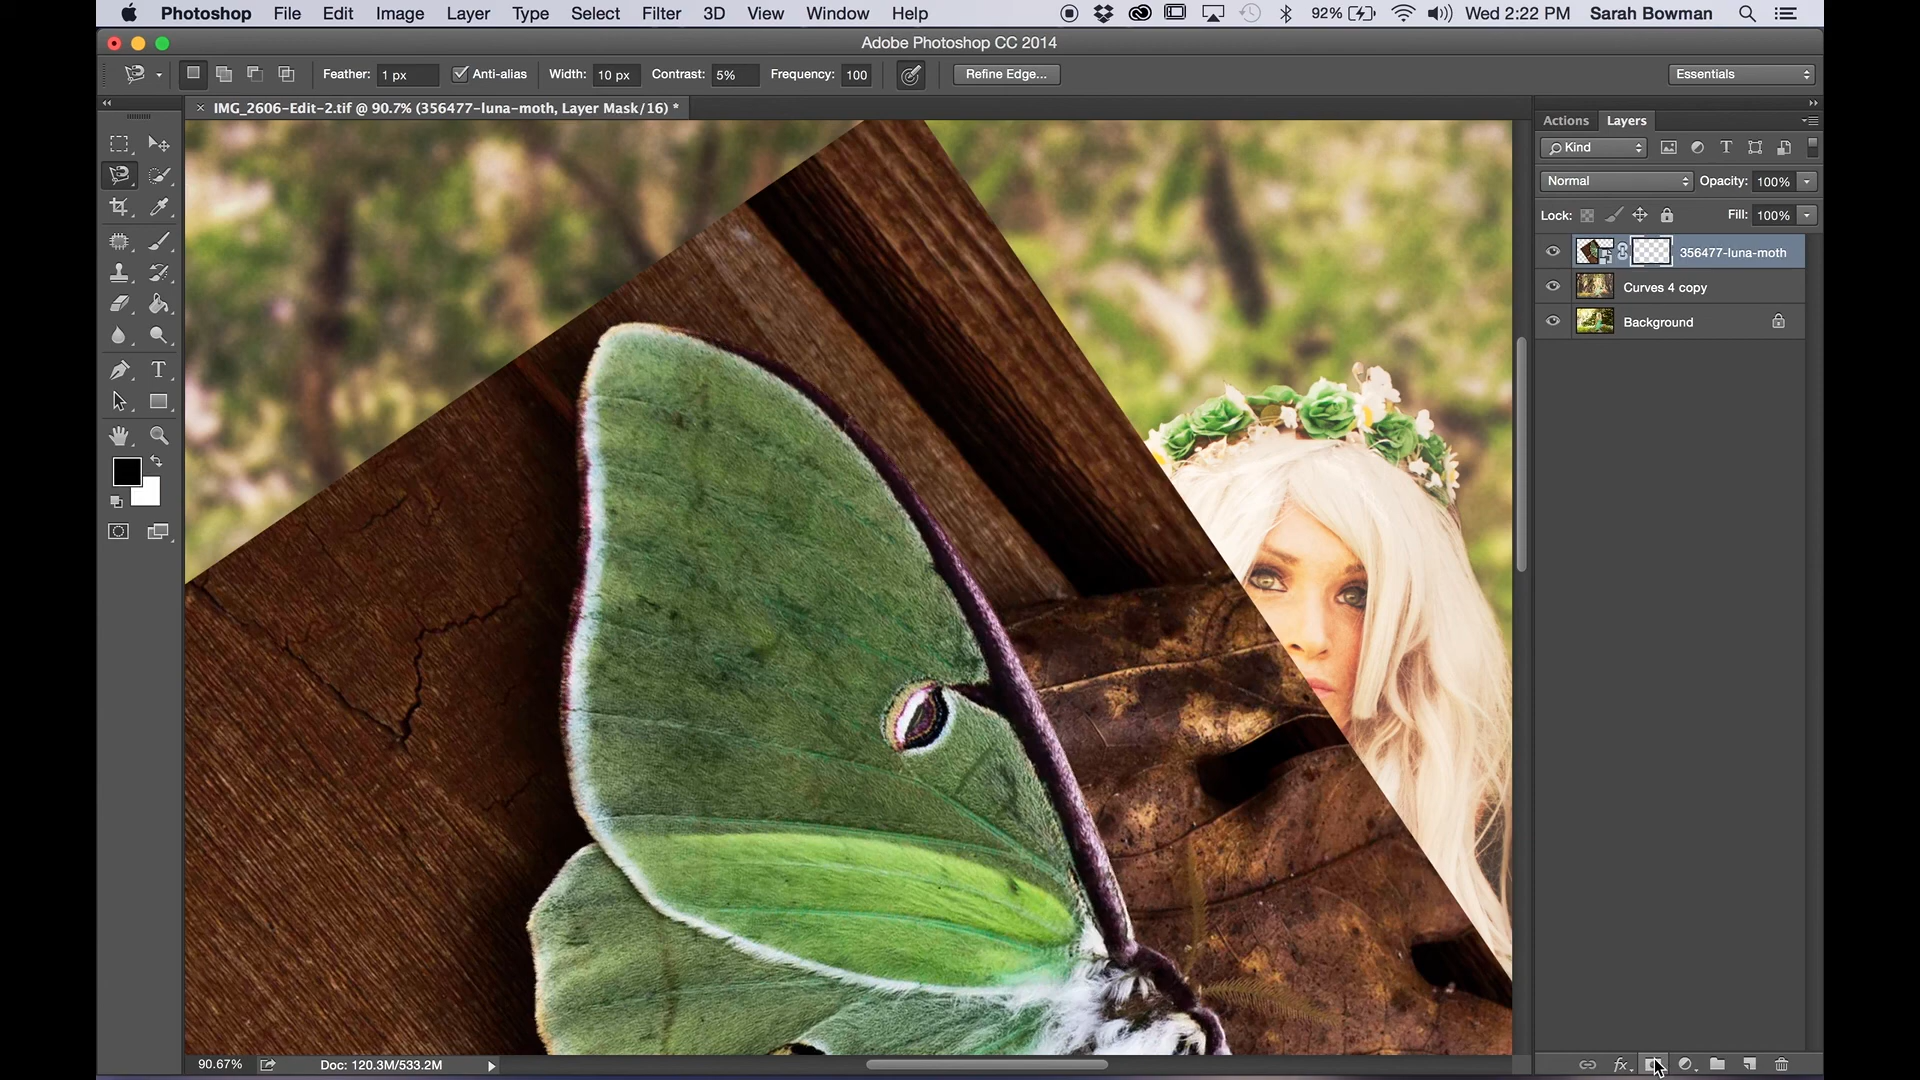 Photoshop File Edit Image Layer Type Select Filter 3D View Window Help 92% Wed 2:22 PM Sarah Bowman
Adobe Photoshop CC 2014
Feather: 1 px Anti-alias Width: 10 px Contrast: 5% Frequency: 100 Refine Edge... Essentials
× IMG_2606-Edit-2.tif @ 90.7% (356477-luna-moth, Layer Mask/16) *
Actions Layers
Kind
Normal Opacity: 100%
Lock: Fill: 100%
356477-luna-moth
Curves 4 copy
Background
90.67% Doc: 120.3M/533.2M